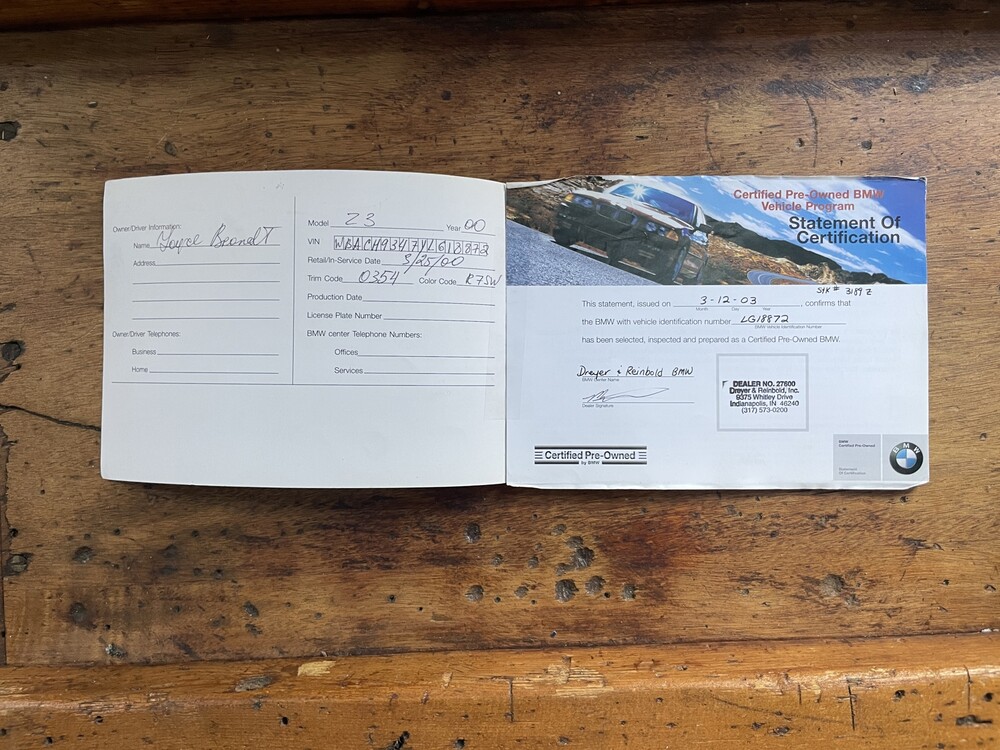 Owner/Driver Information:
Name Joyce Brandt
Address
Owner/Driver Telephones:
Business
Home
Model Z3 Year 00
VIN
Retail/In-Service Date 3/25/00
Trim Code 0354 Color Code R7SW
Production Date
License Plate Number
BMW center Telephone Numbers:
Offices
Services
Certified Pre-Owned BMW
Vehicle Program
Statement Of
Certification
STK # 3189 Z
This statement, issued on 3-12-03, confirms that
Month Day Year
the BMW with vehicle identification number LG18872
BMW Vehicle Identification Number
has been selected, inspected and prepared as a Certified Pre-Owned BMW.
Dreyer & Reinbold BMW
BMW Center Name
Dealer Signature
DEALER NO. 27600
Dreyer & Reinbold, Inc.
9375 Whitley Drive
Indianapolis, IN 46240
(317) 573-0200
Certified Pre-Owned
by BMW
BMW
Certified Pre-Owned
Statement
Of Certification
BMW